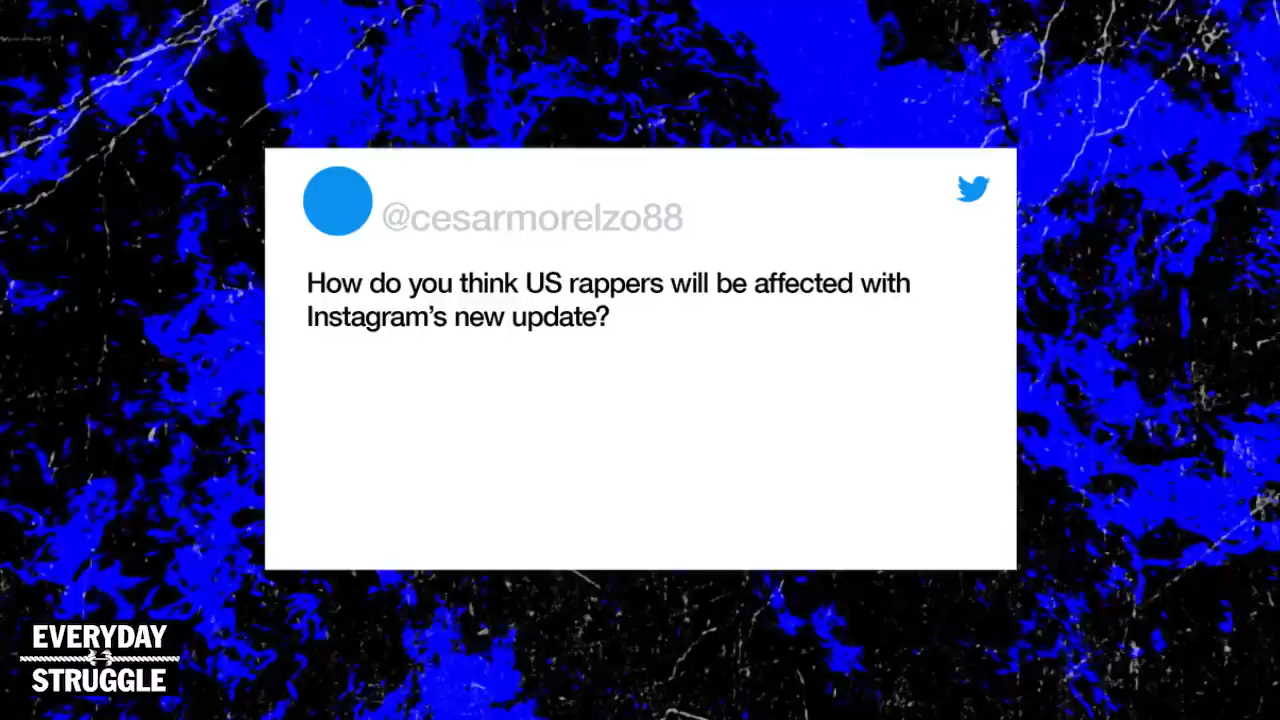 @cesarmorelzo88
How do you think US rappers will be affected with
Instagram's new update?
EVERYDAY
STRUGGLE